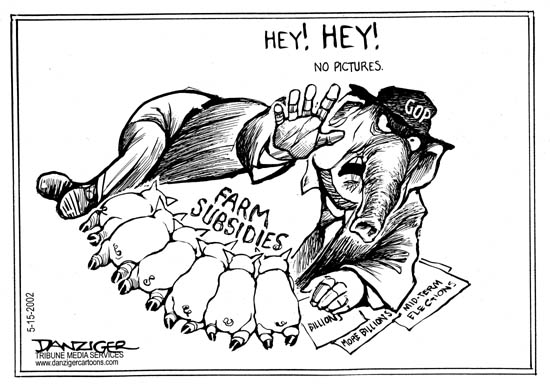 HEY! HEY!
NO PICTURES.
GOP
FARM
SUBSIDIES
BILLIONS
MORE BILLIONS
MID-TERM
ELECTIONS
5-15-2002
DANZIGER
TRIBUNE MEDIA SERVICES
www.danzigercartoons.com